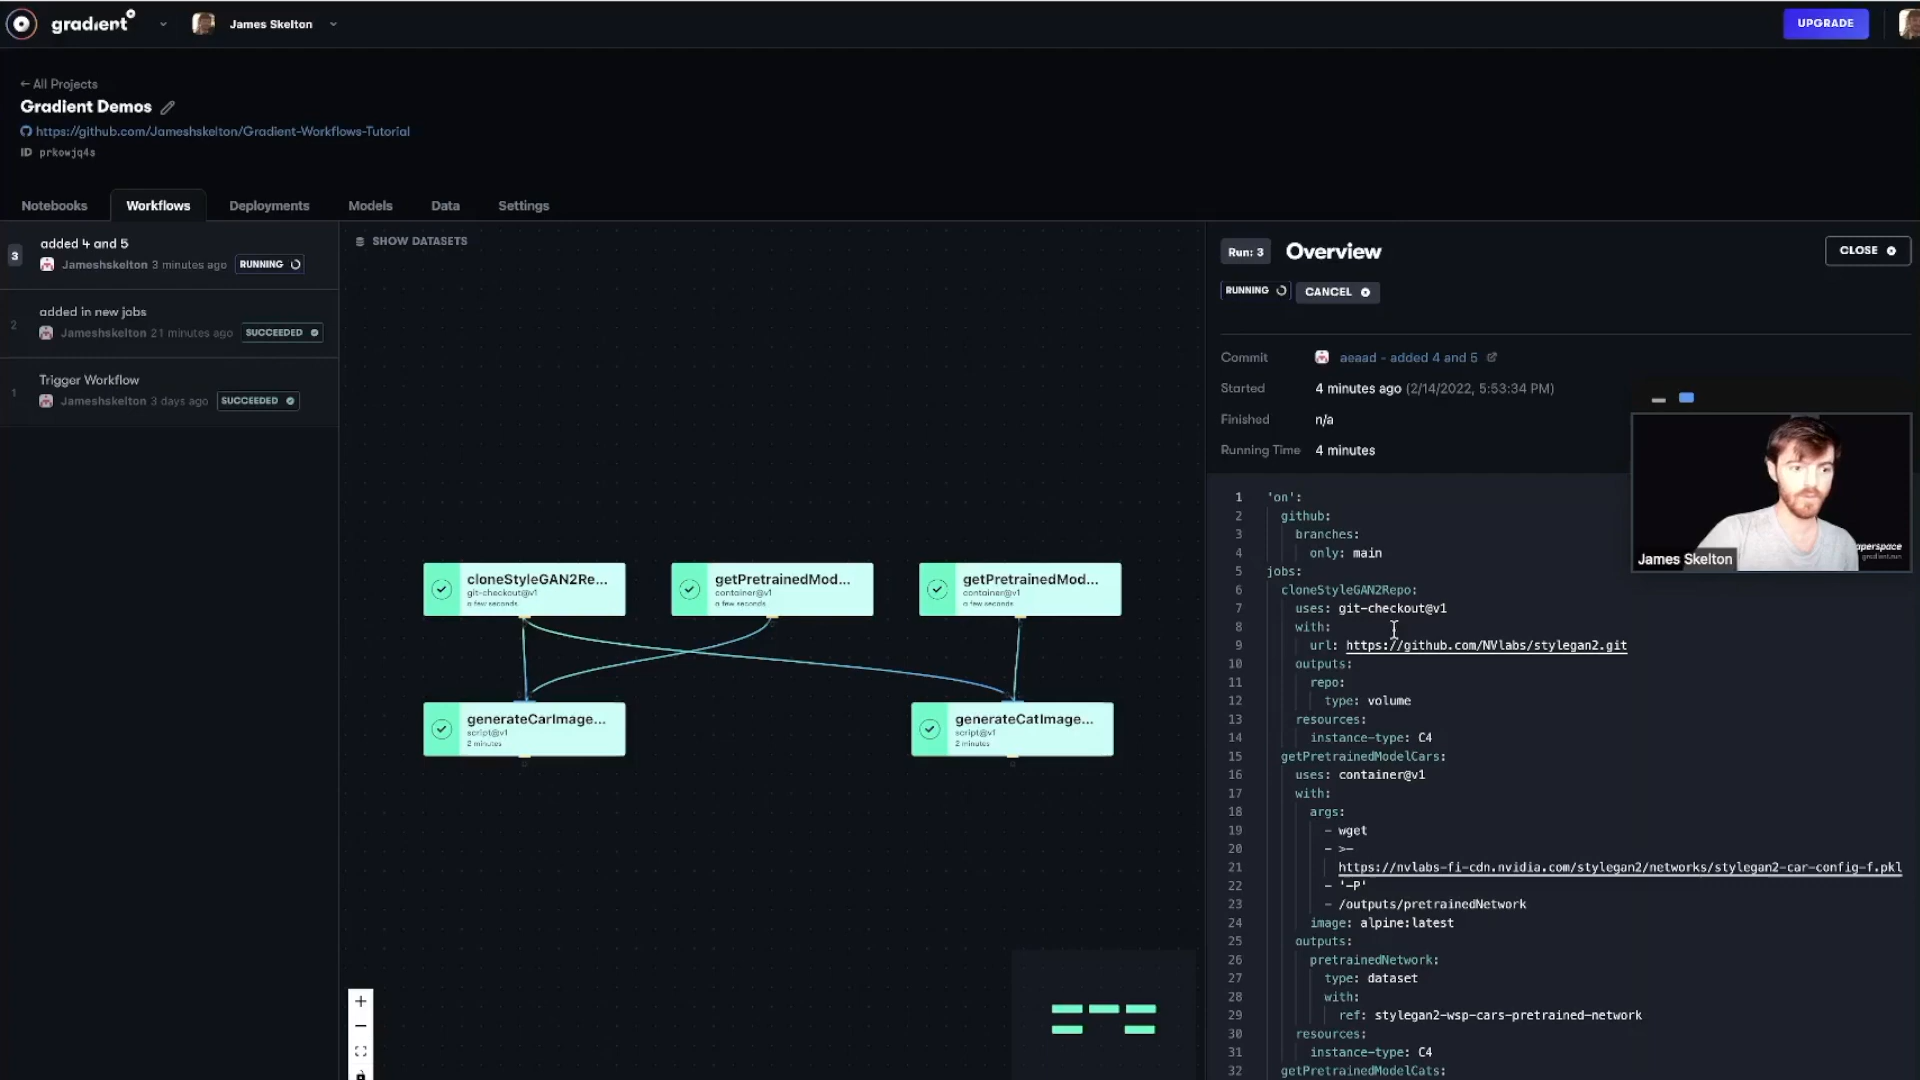 gradient
James Skelton
UPGRADE
← All Projects
Gradient Demos
https://github.com/Jameshskelton/Gradient-Workflows-Tutorial
ID prkowjq4s
Notebooks
Workflows
Deployments
Models
Data
Settings
3
added 4 and 5
Jameshskelton 3 minutes ago
RUNNING
2
added in new jobs
Jameshskelton 21 minutes ago
SUCCEEDED
1
Trigger Workflow
Jameshskelton 3 days ago
SUCCEEDED
SHOW DATASETS
cloneStyleGAN2Re...
git-checkout@v1
a few seconds
getPretrainedMod...
container@v1
a few seconds
getPretrainedMod...
container@v1
a few seconds
generateCarImage...
script@v1
2 minutes
generateCatImage...
script@v1
2 minutes
Run: 3
Overview
CLOSE
RUNNING
CANCEL
Commit aeaad - added 4 and 5
Started 4 minutes ago (2/14/2022, 5:53:34 PM)
Finished n/a
Running Time 4 minutes
James Skelton
aperspace
gradient.run
1 'on':
2 github:
3 branches:
4 only: main
5 jobs:
6 cloneStyleGAN2Repo:
7 uses: git-checkout@v1
8 with:
9 url: https://github.com/NVlabs/stylegan2.git
10 outputs:
11 repo:
12 type: volume
13 resources:
14 instance-type: C4
15 getPretrainedModelCars:
16 uses: container@v1
17 with:
18 args:
19 - wget
20 - >-
21 https://nvlabs-fi-cdn.nvidia.com/stylegan2/networks/stylegan2-car-config-f.pkl
22 - '-P'
23 - /outputs/pretrainedNetwork
24 image: alpine:latest
25 outputs:
26 pretrainedNetwork:
27 type: dataset
28 with:
29 ref: stylegan2-wsp-cars-pretrained-network
30 resources:
31 instance-type: C4
32 getPretrainedModelCats: